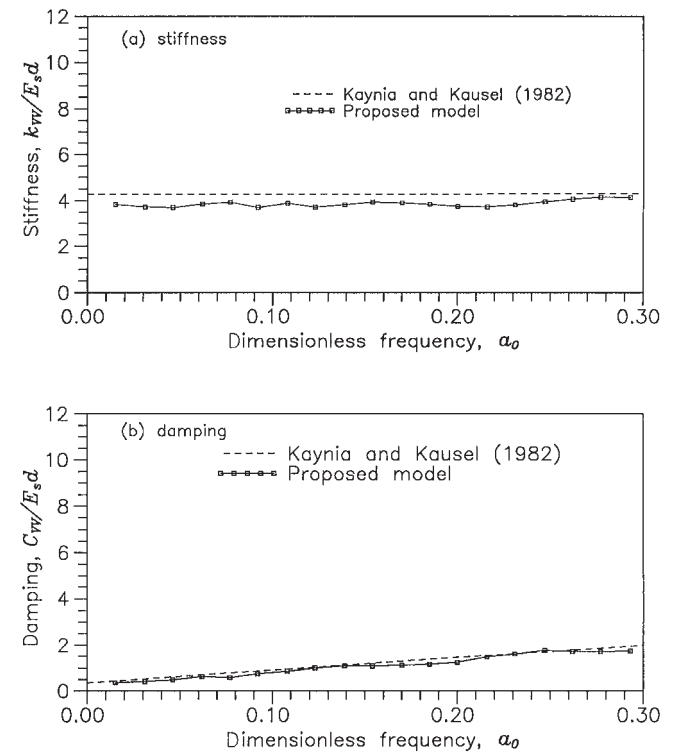 (a) stiffness
12
10
8
6
4
2
0
Stiffness, k_VV/E_s d
Kaynia and Kausel (1982)
Proposed model
0.00 0.10 0.20 0.30
Dimensionless frequency, a_o
(b) damping
12
10
8
6
4
2
0
Damping, C_VV/E_s d
Kaynia and Kausel (1982)
Proposed model
0.00 0.10 0.20 0.30
Dimensionless frequency, a_o